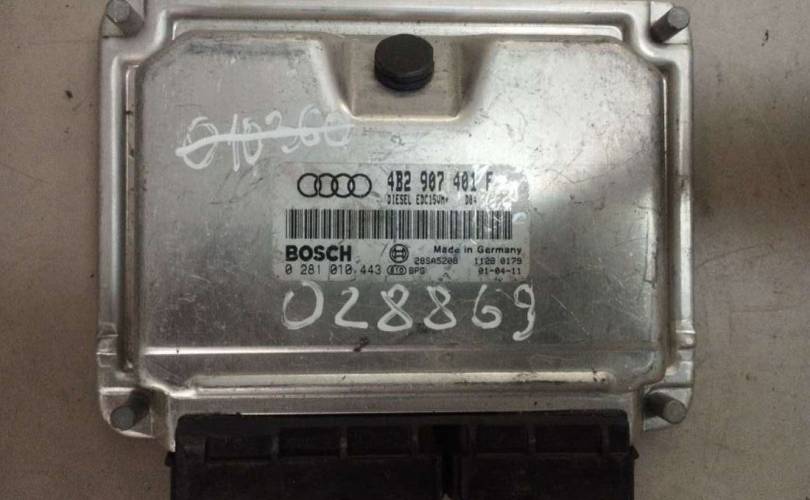 010360
4B2 907 401 F
DIESEL EDC15VM+ D04
BOSCH Made in Germany
28SA5208 1128 0179
0 281 010 443 BPG 01-04-11
028869